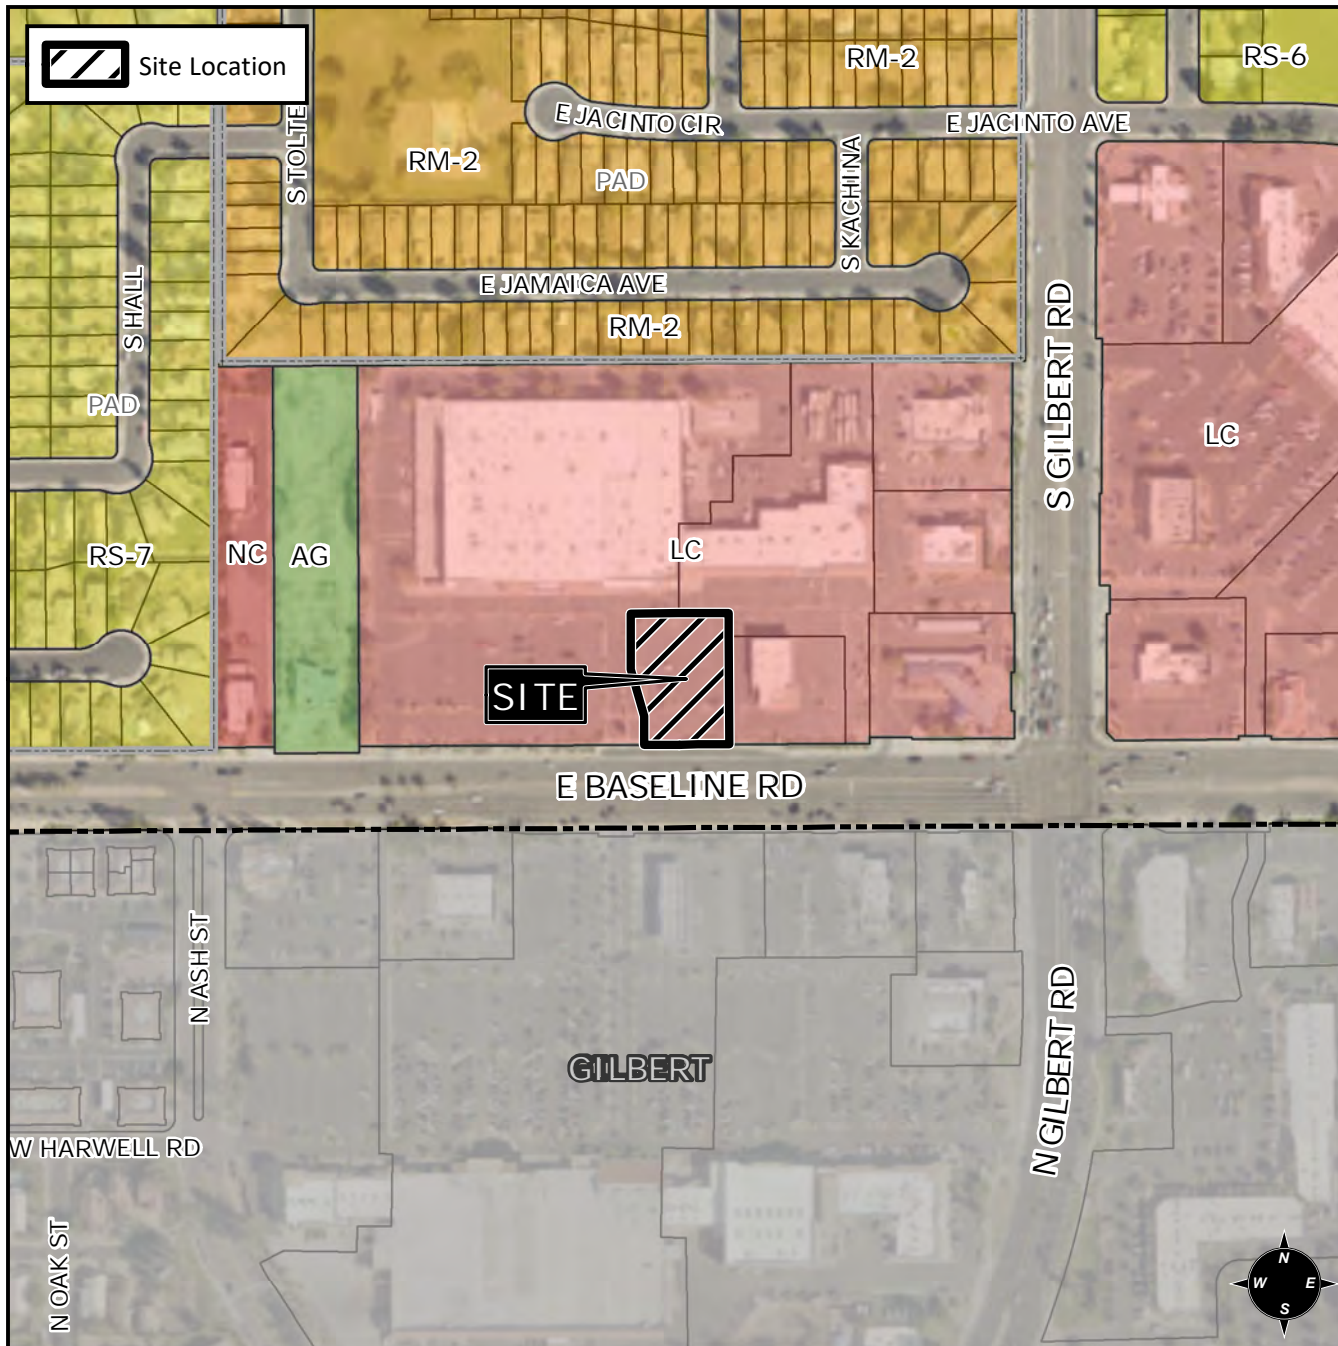 Site Location
RM-2
RS-6
S TOLTE
E JACINTO CIR
E JACINTO AVE
RM-2
PAD
S KACHINA
S HALL
E JAMAICA AVE
RM-2
S GILBERT RD
PAD
LC
RS-7
NC
AG
LC
SITE
E BASELINE RD
N ASH ST
N GILBERT RD
GILBERT
W HARWELL RD
N OAK ST
N
W
E
S